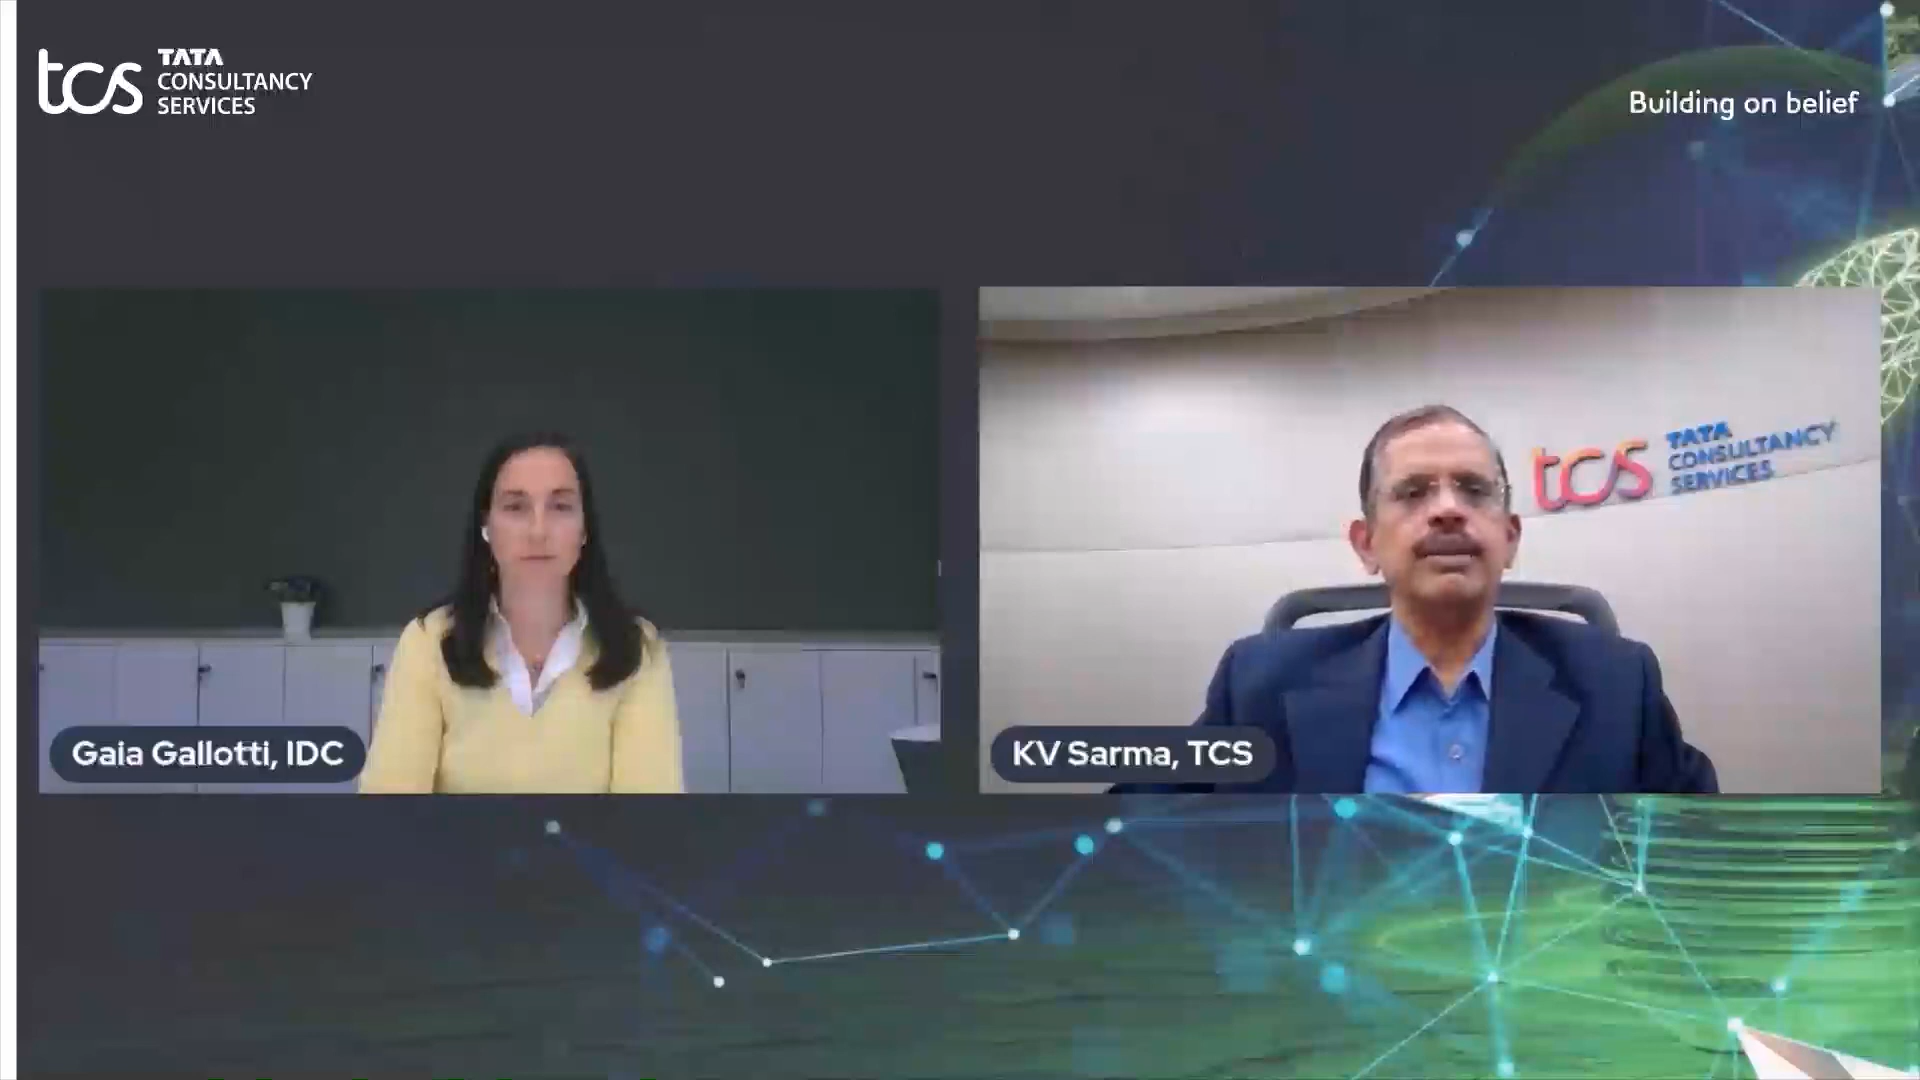 tcs TATA
CONSULTANCY
SERVICES
Building on belief
tcs TATA
CONSULTANCY
SERVICES
Gaia Gallotti, IDC
KV Sarma, TCS